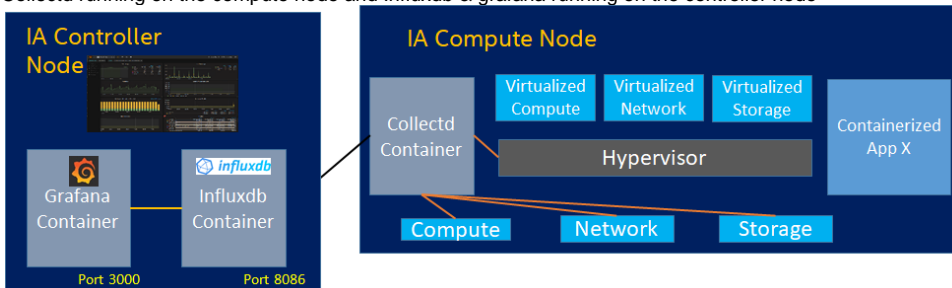 Collectd running on the compute node and influxdb & grafana running on the controller node
IA Controller
Node
influxdb
Grafana
Container
Influxdb
Container
Port 3000
Port 8086
IA Compute Node
Collectd
Container
Virtualized
Compute
Virtualized
Network
Virtualized
Storage
Hypervisor
Containerized
App X
Compute
Network
Storage